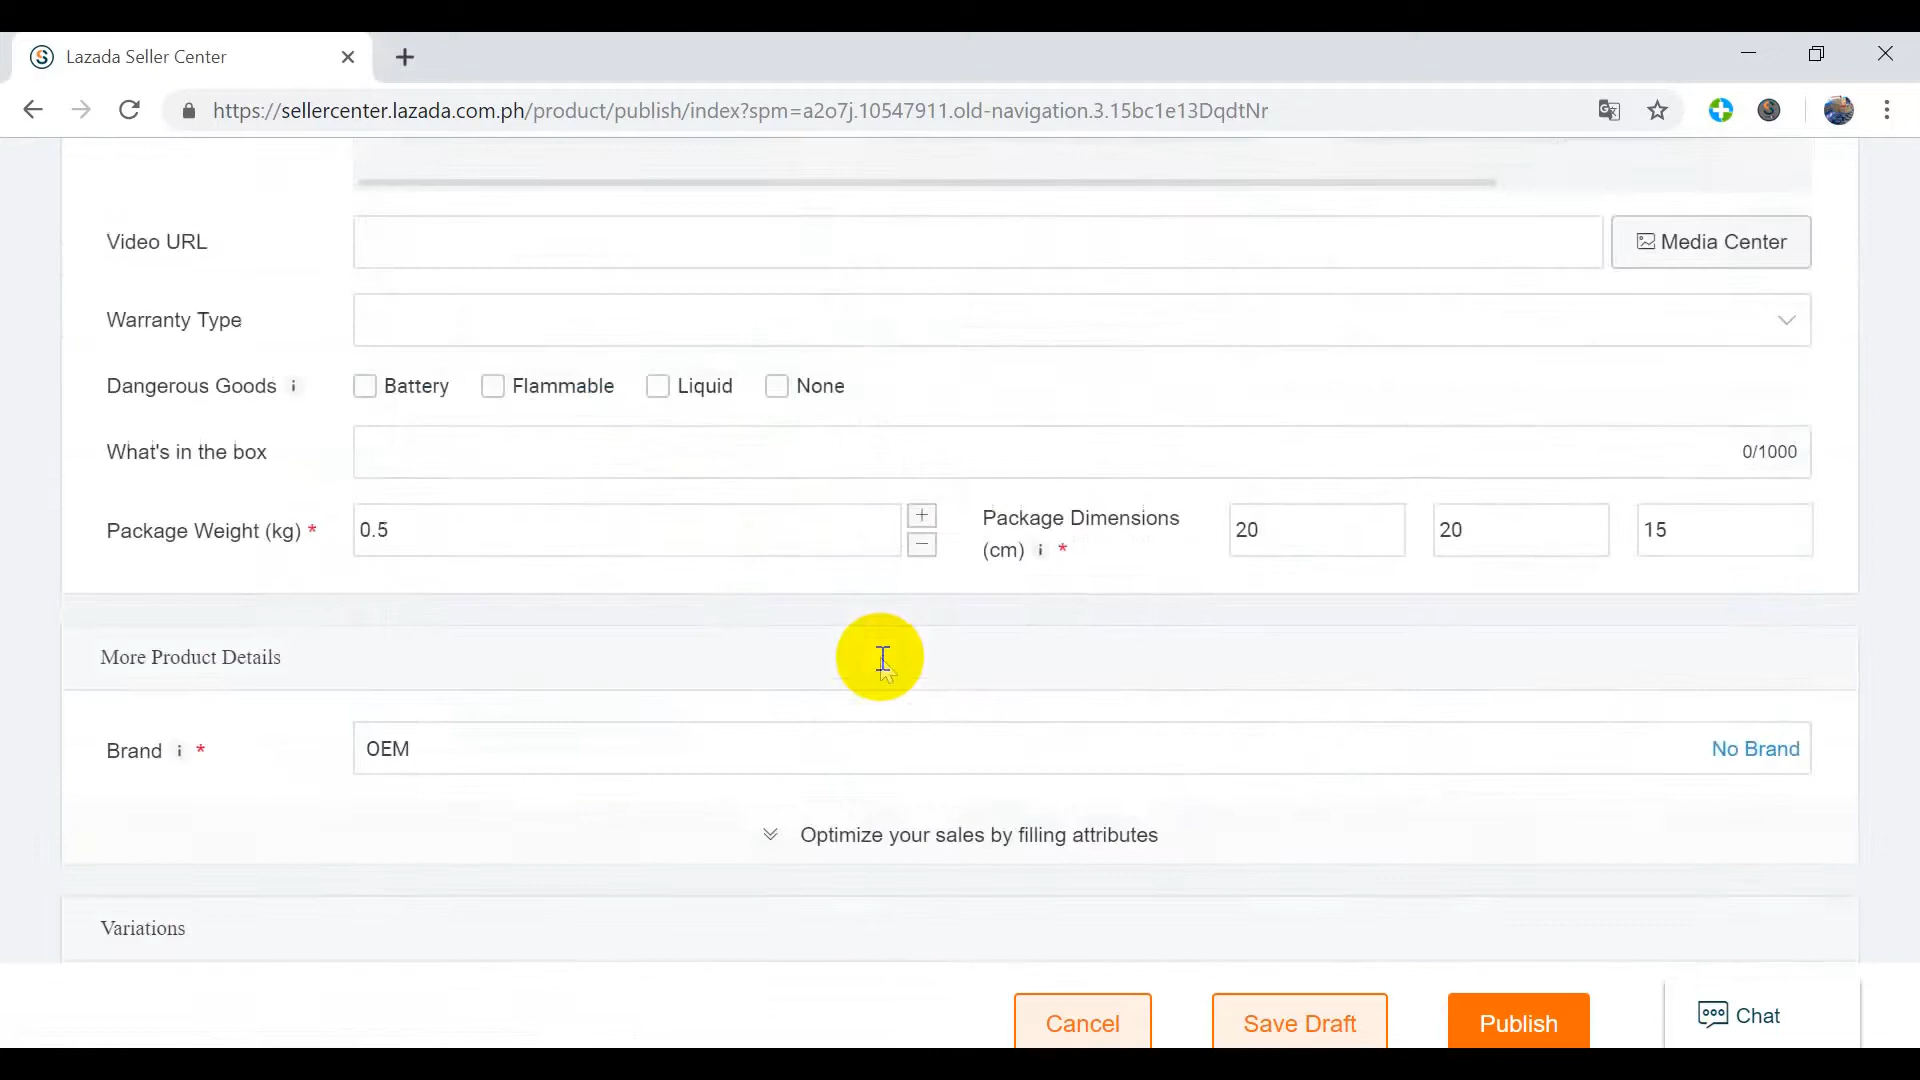 Lazada Seller Center
https://sellercenter.lazada.com.ph/product/publish/index?spm=a2o7j.10547911.old-navigation.3.15bc1e13DqdtNr
Video URL
Media Center
Warranty Type
Dangerous Goods i Battery Flammable Liquid None
What's in the box 0/1000
Package Weight (kg) * 0.5 + - Package Dimensions (cm) i * 20 20 15
More Product Details
Brand i * OEM No Brand
Optimize your sales by filling attributes
Variations
Cancel Save Draft Publish Chat